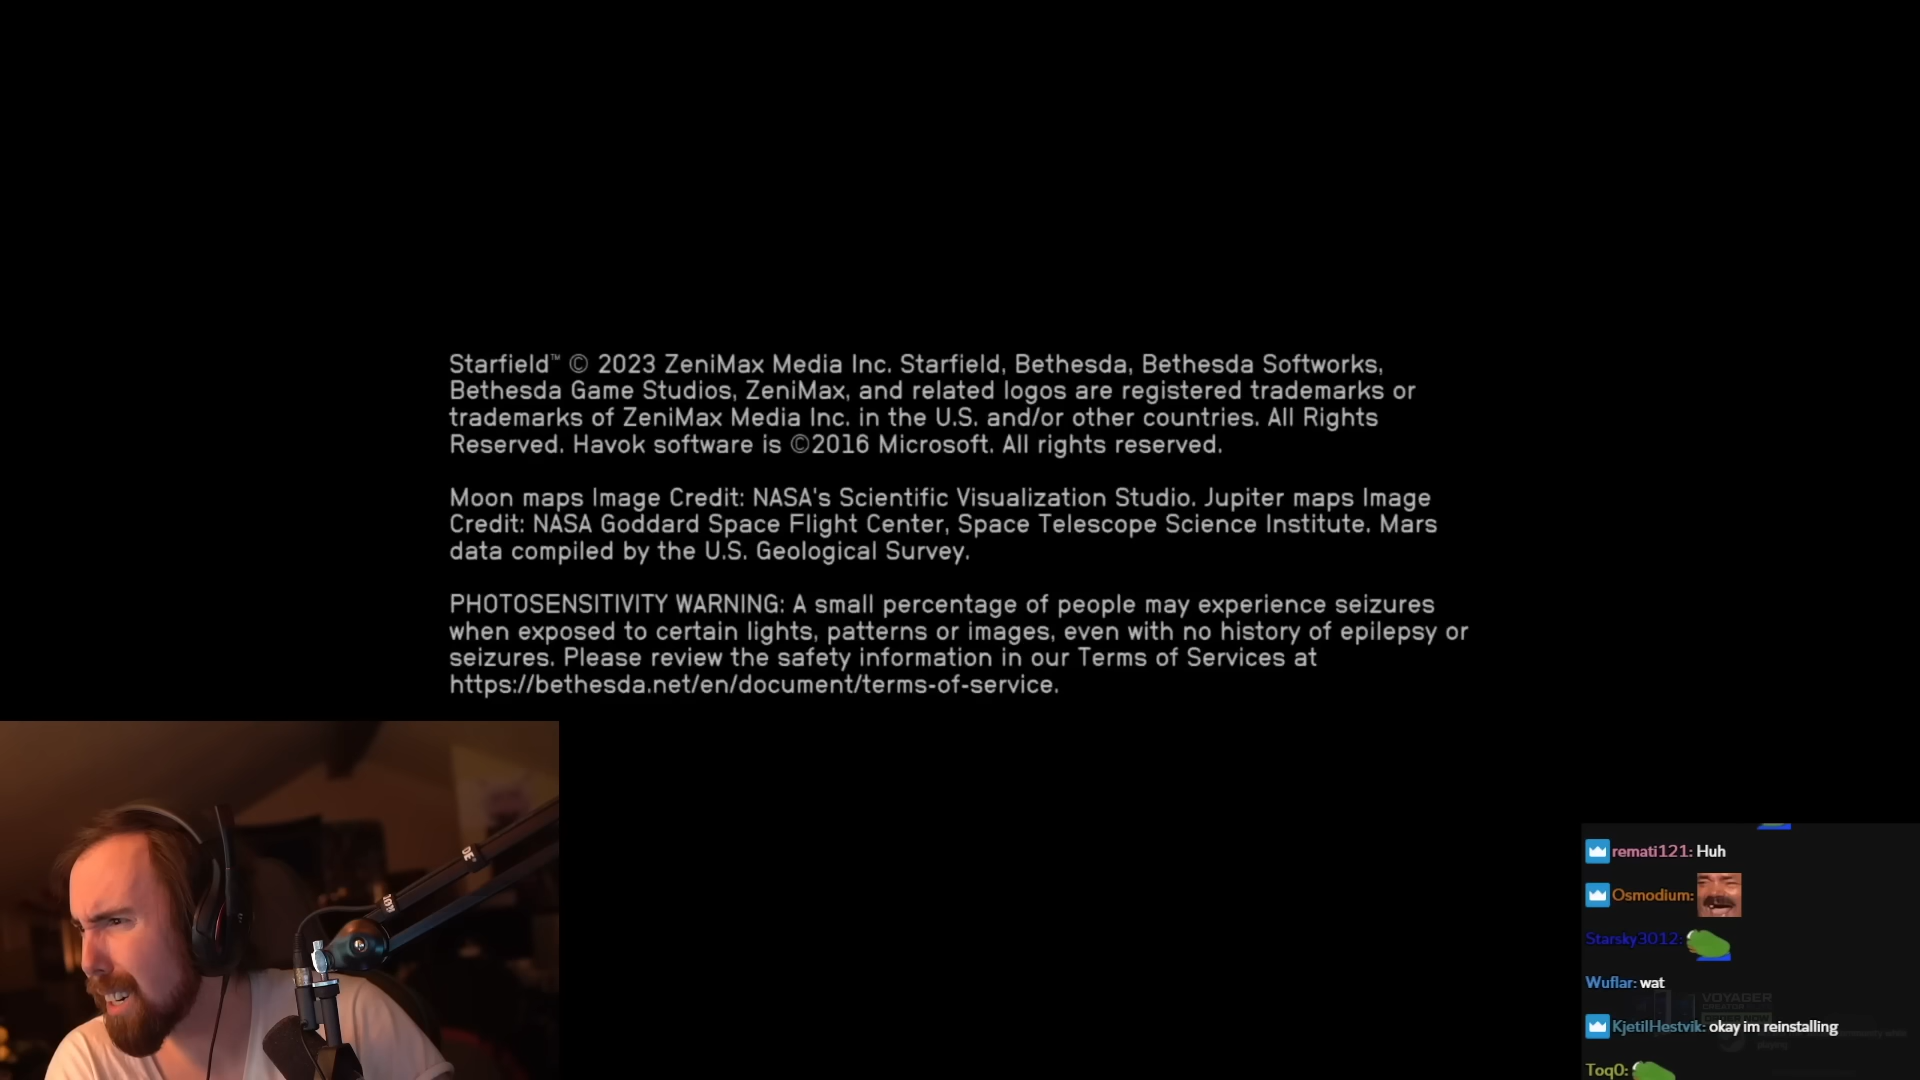 Starfield™ © 2023 ZeniMax Media Inc. Starfield, Bethesda, Bethesda Softworks,
Bethesda Game Studios, ZeniMax, and related logos are registered trademarks or
trademarks of ZeniMax Media Inc. in the U.S. and/or other countries. All Rights
Reserved. Havok software is ©2016 Microsoft. All rights reserved.
Moon maps Image Credit: NASA's Scientific Visualization Studio. Jupiter maps Image
Credit: NASA Goddard Space Flight Center, Space Telescope Science Institute. Mars
data compiled by the U.S. Geological Survey.
PHOTOSENSITIVITY WARNING: A small percentage of people may experience seizures
when exposed to certain lights, patterns or images, even with no history of epilepsy or
seizures. Please review the safety information in our Terms of Services at
https://bethesda.net/en/document/terms-of-service.
remati121: Huh
Osmodium:
Starsky3012:
Wuflar: wat
VOYAGER
KjetilHestvik: okay im reinstalling
Toq0: